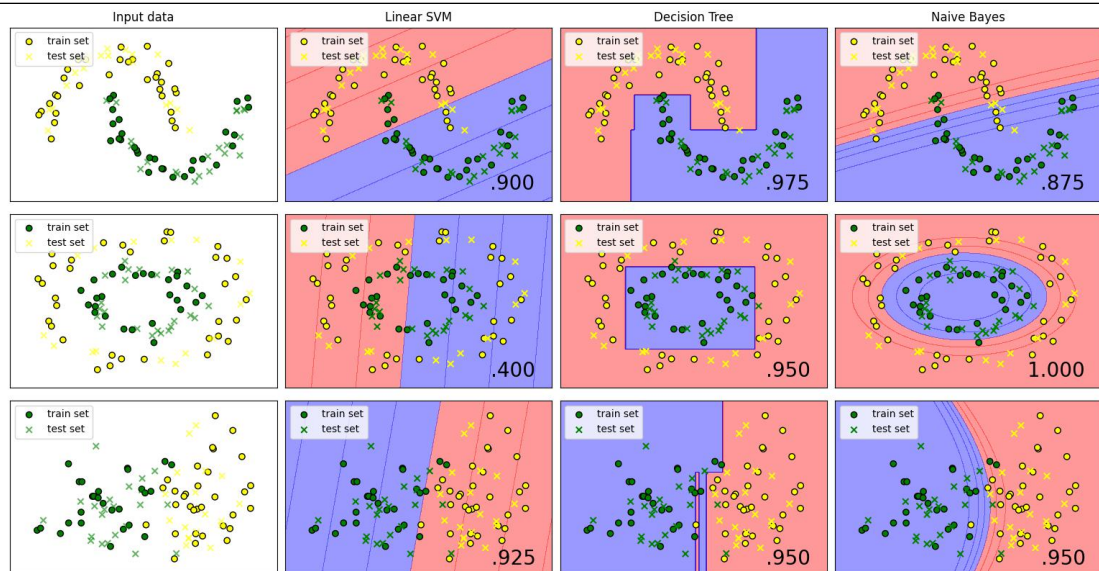 Input data
Linear SVM
Decision Tree
Naive Bayes
train set
test set
train set
test set
.900
train set
test set
.975
train set
test set
.875
train set
test set
train set
test set
.400
train set
test set
.950
train set
test set
1.000
train set
test set
train set
test set
.925
train set
test set
.950
train set
test set
.950